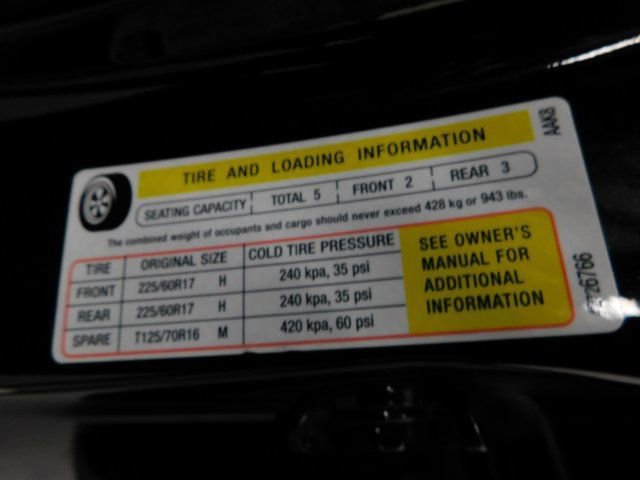 TIRE AND LOADING INFORMATION
SEATING CAPACITY TOTAL 5 FRONT 2 REAR 3
The combined weight of occupants and cargo should never exceed 428 kg or 943 lbs.
TIRE ORIGINAL SIZE COLD TIRE PRESSURE
FRONT 225/60R17 H 240 kpa, 35 psi
REAR 225/60R17 H 240 kpa, 35 psi
SPARE T125/70R16 M 420 kpa, 60 psi
SEE OWNER'S
MANUAL FOR
ADDITIONAL
INFORMATION
AAK8